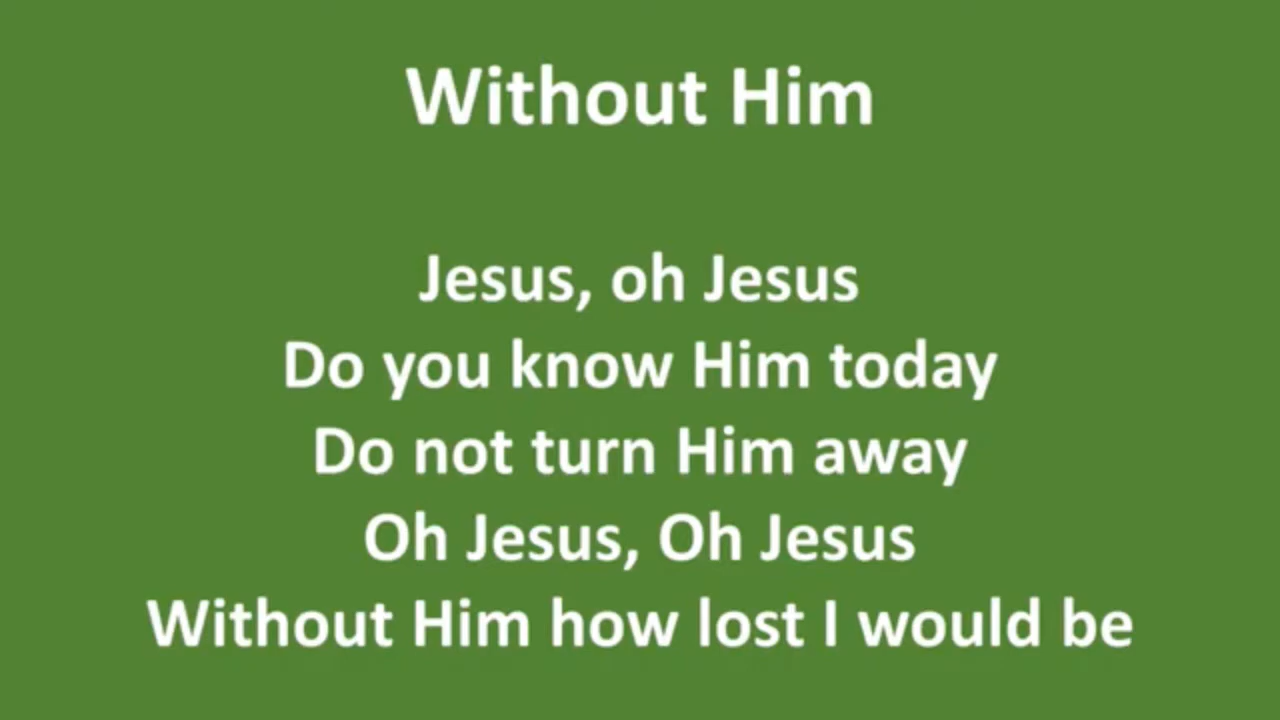 Without Him
Jesus, oh Jesus
Do you know Him today
Do not turn Him away
Oh Jesus, Oh Jesus
Without Him how lost I would be